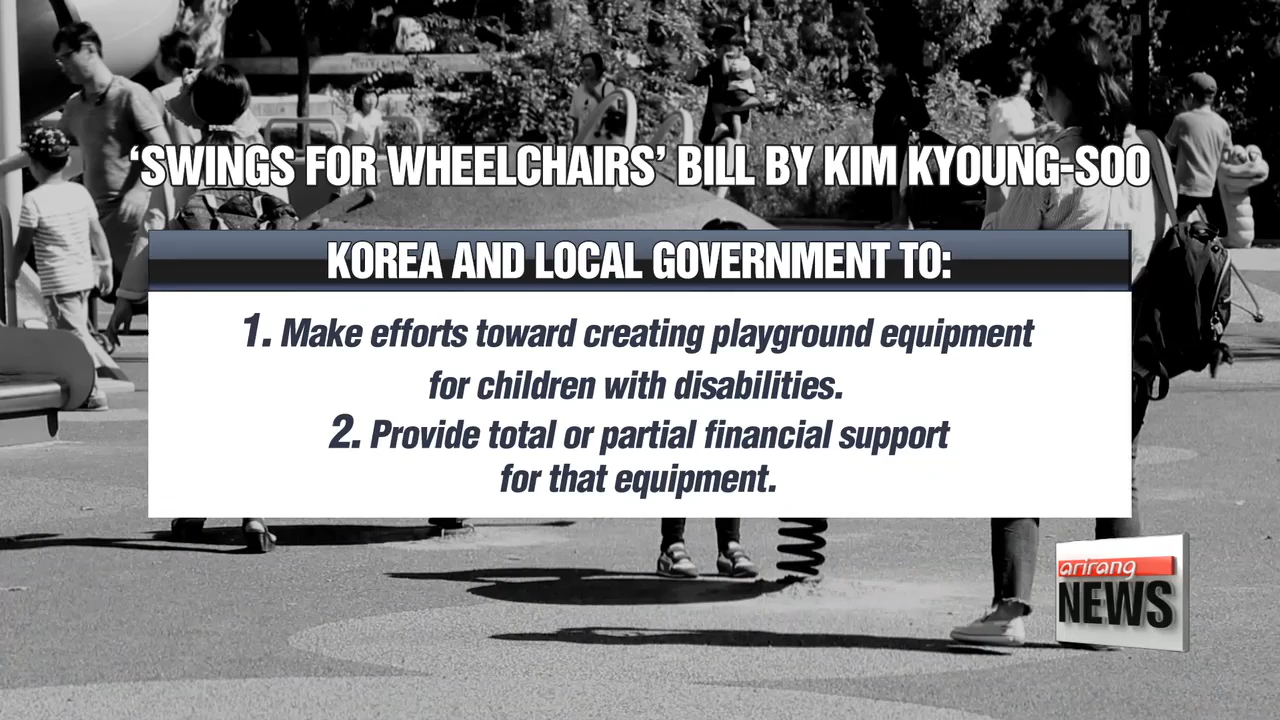 ‘SWINGS FOR WHEELCHAIRS’ BILL BY KIM KYOUNG-SOO
KOREA AND LOCAL GOVERNMENT TO:
1. Make efforts toward creating playground equipment
for children with disabilities.
2. Provide total or partial financial support
for that equipment.
arirang
NEWS